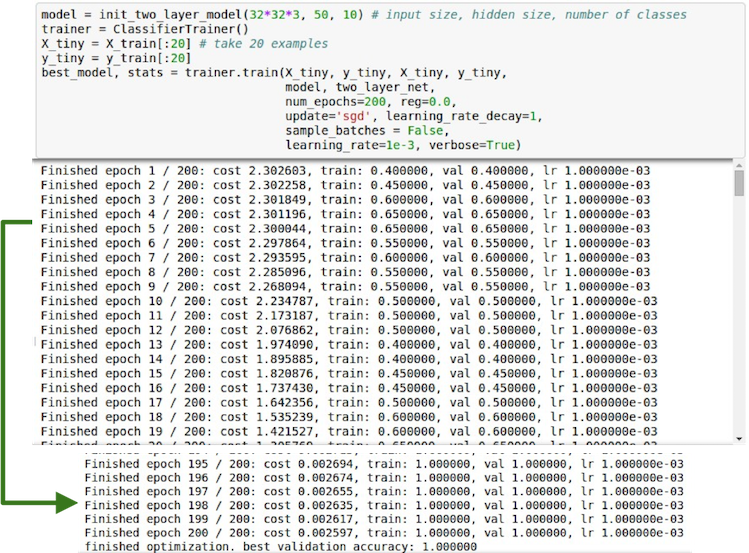 model = init_two_layer_model(32*32*3, 50, 10) # input size, hidden size, number of classes
trainer = ClassifierTrainer()
X_tiny = X_train[:20] # take 20 examples
y_tiny = y_train[:20]
best_model, stats = trainer.train(X_tiny, y_tiny, X_tiny, y_tiny,
model, two_layer_net,
num_epochs=200, reg=0.0,
update='sgd', learning_rate_decay=1,
sample_batches = False,
learning_rate=1e-3, verbose=True)
Finished epoch 1 / 200: cost 2.302603, train: 0.400000, val 0.400000, lr 1.000000e-03
Finished epoch 2 / 200: cost 2.302258, train: 0.450000, val 0.450000, lr 1.000000e-03
Finished epoch 3 / 200: cost 2.301849, train: 0.600000, val 0.600000, lr 1.000000e-03
Finished epoch 4 / 200: cost 2.301196, train: 0.650000, val 0.650000, lr 1.000000e-03
Finished epoch 5 / 200: cost 2.300044, train: 0.650000, val 0.650000, lr 1.000000e-03
Finished epoch 6 / 200: cost 2.297864, train: 0.550000, val 0.550000, lr 1.000000e-03
Finished epoch 7 / 200: cost 2.293595, train: 0.600000, val 0.600000, lr 1.000000e-03
Finished epoch 8 / 200: cost 2.285096, train: 0.550000, val 0.550000, lr 1.000000e-03
Finished epoch 9 / 200: cost 2.268094, train: 0.550000, val 0.550000, lr 1.000000e-03
Finished epoch 10 / 200: cost 2.234787, train: 0.500000, val 0.500000, lr 1.000000e-03
Finished epoch 11 / 200: cost 2.173187, train: 0.500000, val 0.500000, lr 1.000000e-03
Finished epoch 12 / 200: cost 2.076862, train: 0.500000, val 0.500000, lr 1.000000e-03
Finished epoch 13 / 200: cost 1.974090, train: 0.400000, val 0.400000, lr 1.000000e-03
Finished epoch 14 / 200: cost 1.895885, train: 0.400000, val 0.400000, lr 1.000000e-03
Finished epoch 15 / 200: cost 1.820876, train: 0.450000, val 0.450000, lr 1.000000e-03
Finished epoch 16 / 200: cost 1.737430, train: 0.450000, val 0.450000, lr 1.000000e-03
Finished epoch 17 / 200: cost 1.642356, train: 0.500000, val 0.500000, lr 1.000000e-03
Finished epoch 18 / 200: cost 1.535239, train: 0.600000, val 0.600000, lr 1.000000e-03
Finished epoch 19 / 200: cost 1.421527, train: 0.600000, val 0.600000, lr 1.000000e-03
Finished epoch 195 / 200: cost 0.002694, train: 1.000000, val 1.000000, lr 1.000000e-03
Finished epoch 196 / 200: cost 0.002674, train: 1.000000, val 1.000000, lr 1.000000e-03
Finished epoch 197 / 200: cost 0.002655, train: 1.000000, val 1.000000, lr 1.000000e-03
Finished epoch 198 / 200: cost 0.002635, train: 1.000000, val 1.000000, lr 1.000000e-03
Finished epoch 199 / 200: cost 0.002617, train: 1.000000, val 1.000000, lr 1.000000e-03
Finished epoch 200 / 200: cost 0.002597, train: 1.000000, val 1.000000, lr 1.000000e-03
finished optimization. best validation accuracy: 1.000000